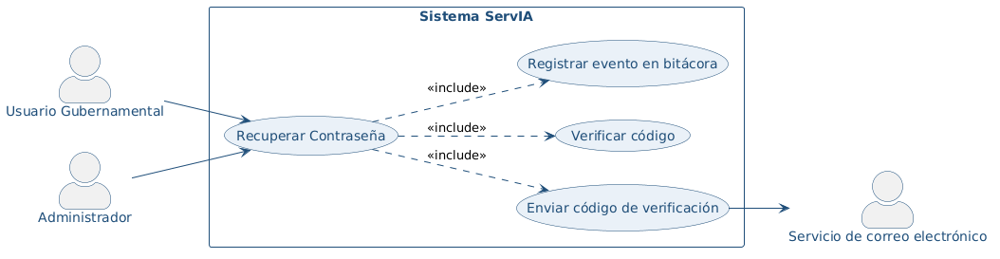 Sistema ServIA
Registrar evento en bitácora
«include»
Usuario Gubernamental
Recuperar Contraseña
«include»
Verificar código
«include»
Administrador
Enviar código de verificación
Servicio de correo electrónico